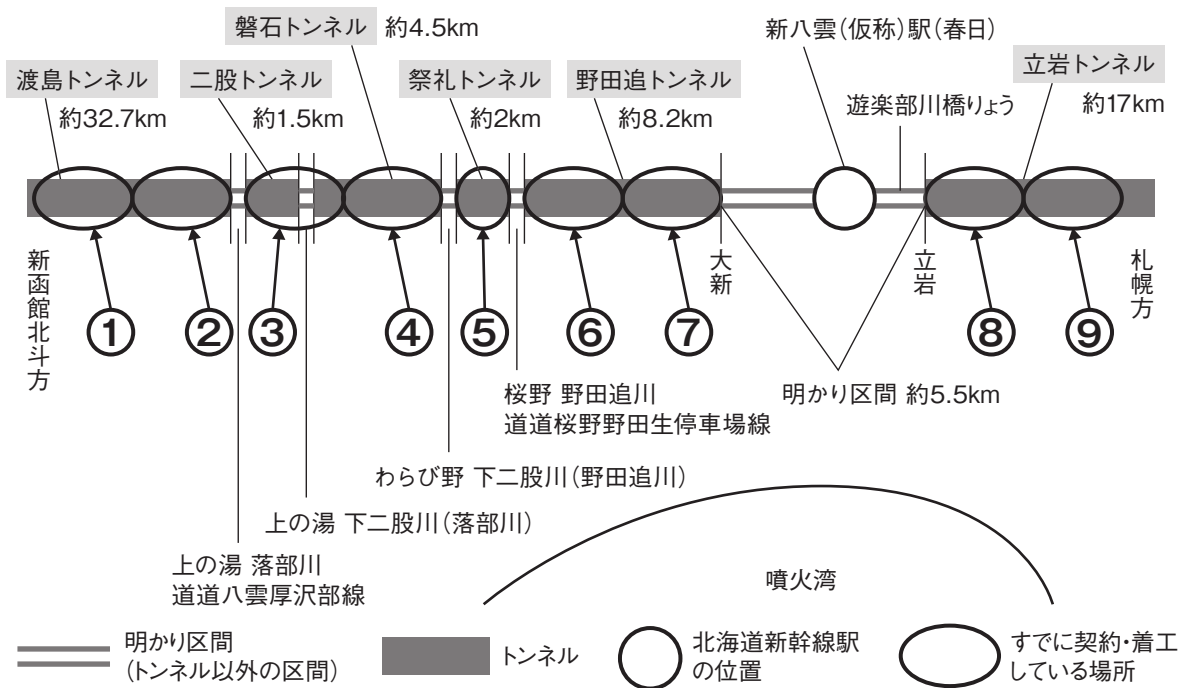 磐石トンネル 約4.5km
新八雲(仮称)駅(春日)
渡島トンネル
約32.7km
二股トンネル
約1.5km
祭礼トンネル
約2km
野田追トンネル
約8.2km
遊楽部川橋りょう
立岩トンネル
約17km
新函館北斗方
大新
立岩
札幌方
①
②
③
④
⑤
⑥
⑦
⑧
⑨
明かり区間 約5.5km
桜野 野田追川
道道桜野野田生停車場線
わらび野 下二股川(野田追川)
上の湯 下二股川(落部川)
上の湯 落部川
道道八雲厚沢部線
噴火湾
明かり区間
(トンネル以外の区間)
トンネル
北海道新幹線駅
の位置
すでに契約・着工
している場所